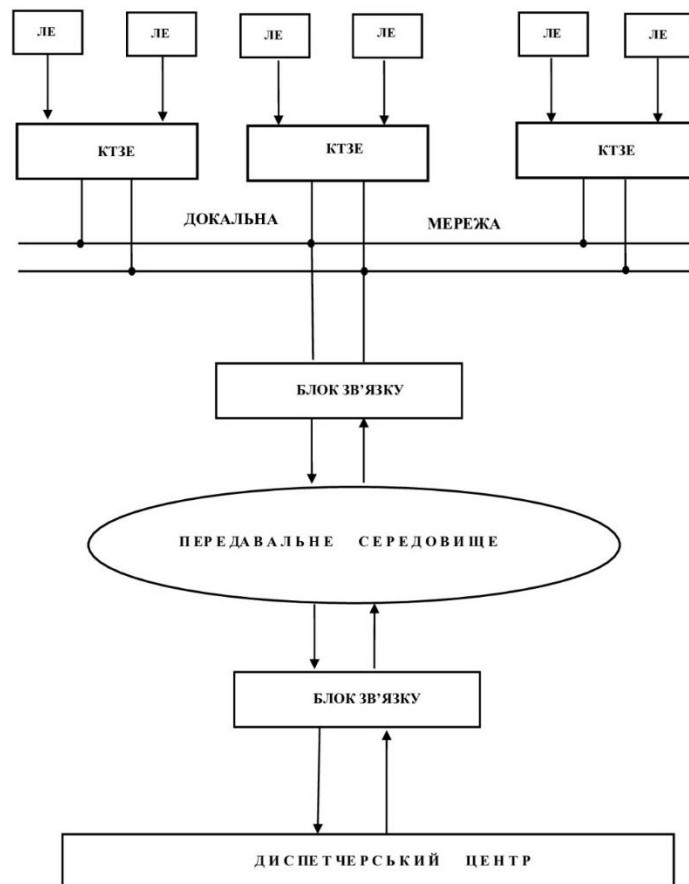 ЛЕ ЛЕ ЛЕ ЛЕ ЛЕ ЛЕ
КТЗЕ КТЗЕ КТЗЕ
ДОКАЛЬНА МЕРЕЖА
БЛОК ЗВ'ЯЗКУ
ПЕРЕДАВАЛЬНЕ СЕРЕДОВИЩЕ
БЛОК ЗВ'ЯЗКУ
ДИСПЕТЧЕРСЬКИЙ ЦЕНТР